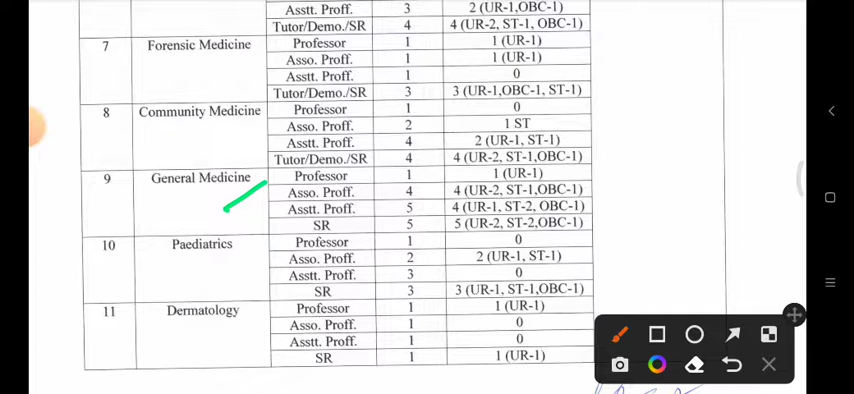 Asstt. Proff. 3 2 (UR-1,OBC-1)
Tutor/Demo./SR 4 4 (UR-2, ST-1, OBC-1)
7 Forensic Medicine Professor 1 1 (UR-1)
Asso. Proff. 1 1 (UR-1)
Asstt. Proff. 1 0
Tutor/Demo./SR 3 3 (UR-1,OBC-1, ST-1)
8 Community Medicine Professor 1 0
Asso. Proff. 2 1 ST
Asstt. Proff. 4 2 (UR-1, ST-1)
Tutor/Demo./SR 4 4 (UR-2, ST-1,OBC-1)
9 General Medicine Professor 1 1 (UR-1)
Asso. Proff. 4 4 (UR-2, ST-1,OBC-1)
Asstt. Proff. 5 4 (UR-1, ST-2, OBC-1)
SR 5 5 (UR-2, ST-2,OBC-1)
10 Paediatrics Professor 1 0
Asso. Proff. 2 2 (UR-1, ST-1)
Asstt. Proff. 3 0
SR 3 3 (UR-1, ST-1,OBC-1)
11 Dermatology Professor 1 1 (UR-1)
Asso. Proff. 1 0
Asstt. Proff. 1 0
SR 1 1 (UR-1)